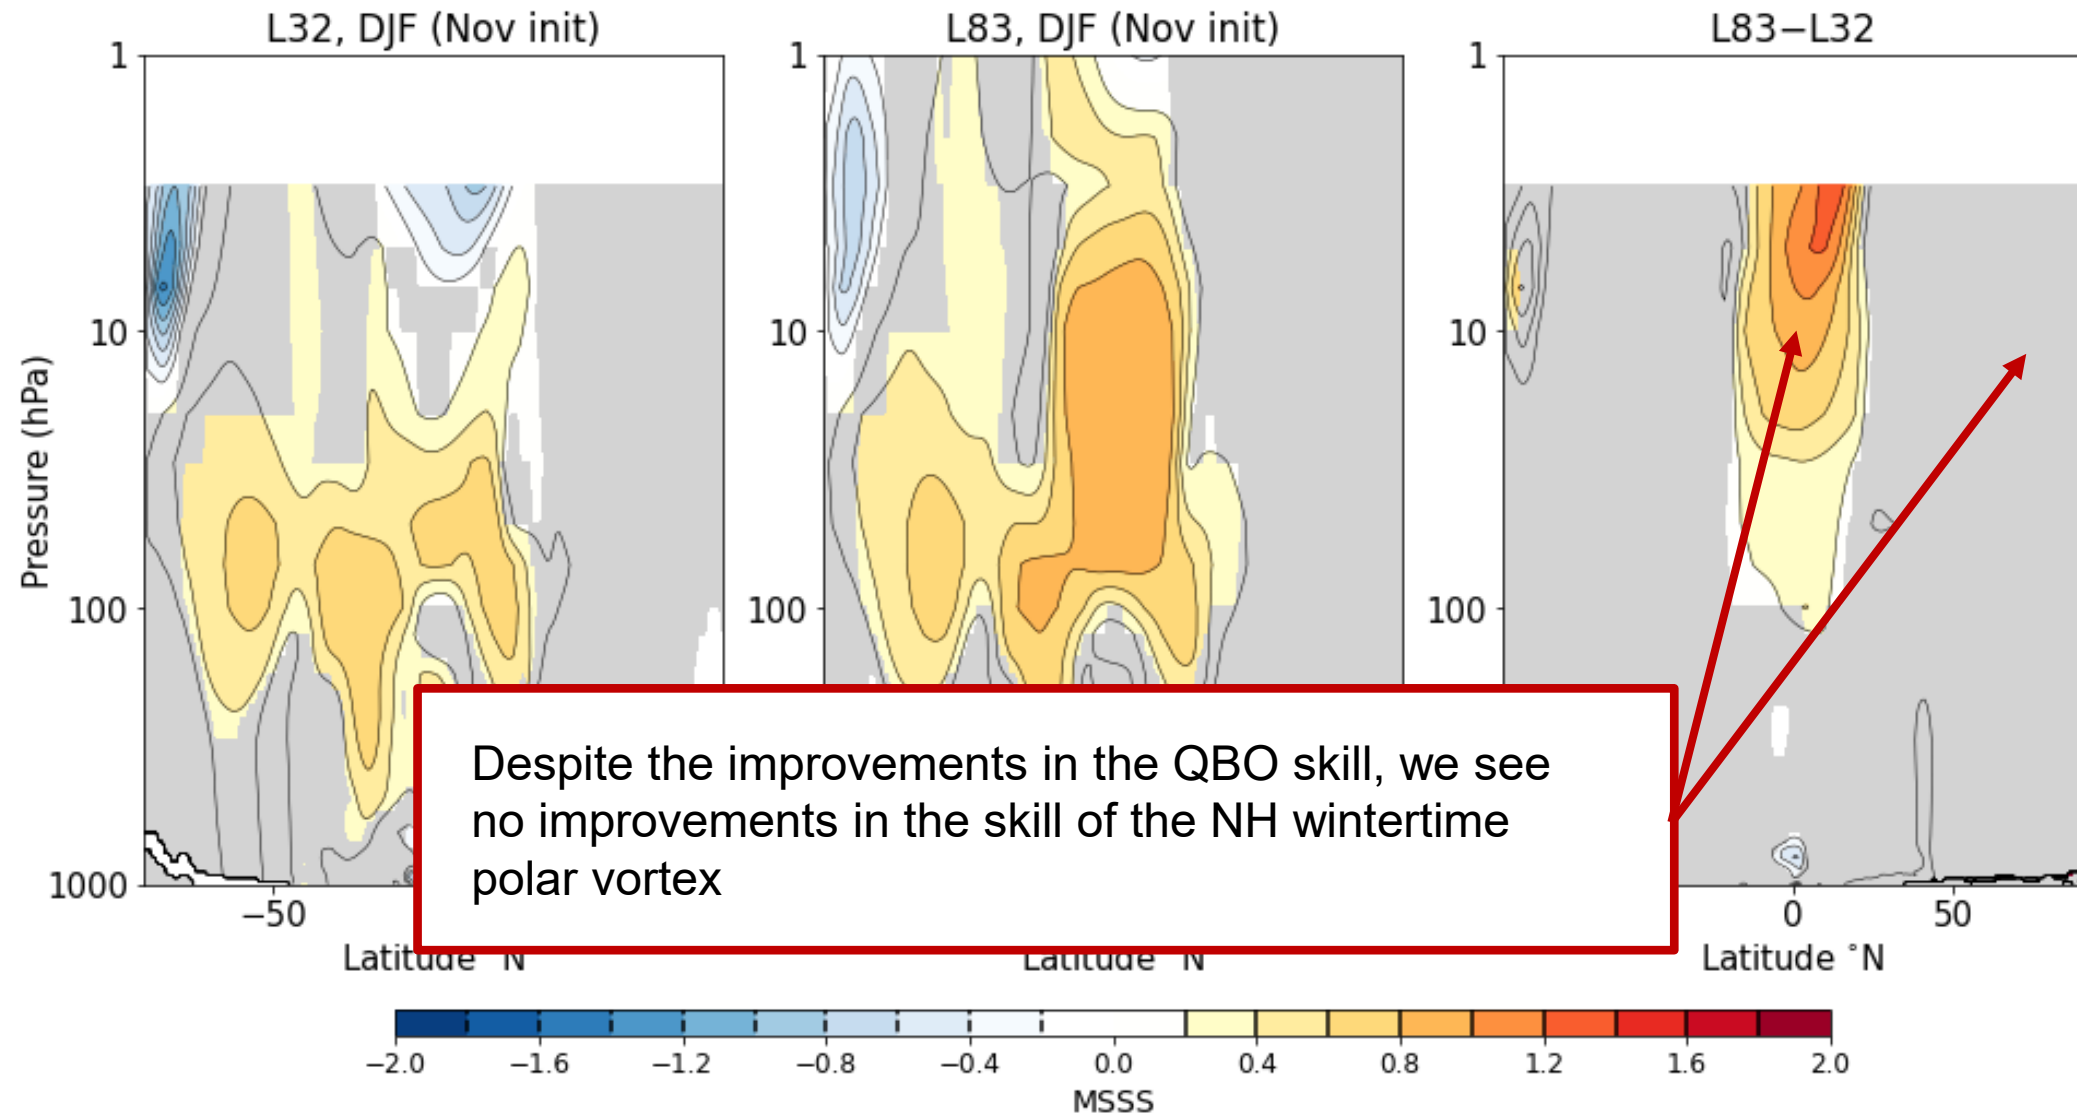 L32, DJF (Nov init)
L83, DJF (Nov init)
L83−L32
1
10
100
1000
Pressure (hPa)
1
10
100
1
10
100
Despite the improvements in the QBO skill, we see
no improvements in the skill of the NH wintertime
polar vortex
−50
0
50
Latitude °N
Latitude °N
Latitude °N
−2.0 −1.6 −1.2 −0.8 −0.4 0.0 0.4 0.8 1.2 1.6 2.0
MSSS